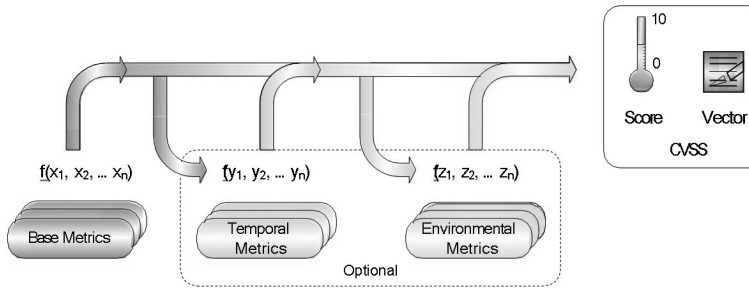 10
0
Score Vector
CVSS
f(x1, x2, ... xn) f(y1, y2, ... yn) f(z1, z2, ... zn)
Base Metrics
Temporal
Metrics
Environmental
Metrics
Optional